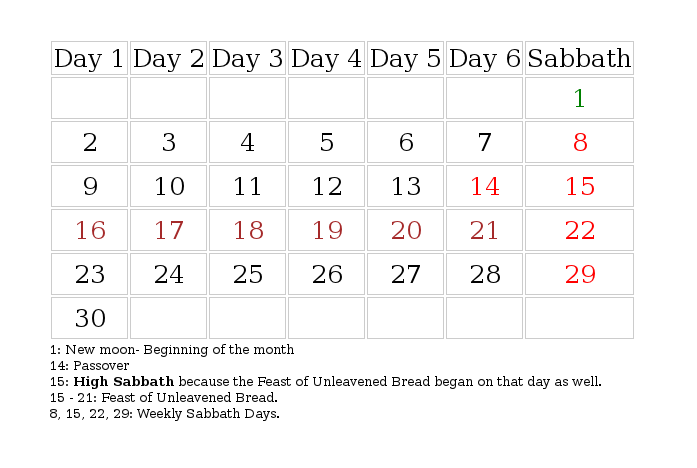 Day 1 Day 2 Day 3 Day 4 Day 5 Day 6 Sabbath
1
2 3 4 5 6 7 8
9 10 11 12 13 14 15
16 17 18 19 20 21 22
23 24 25 26 27 28 29
30
1: New moon- Beginning of the month
14: Passover
15: High Sabbath because the Feast of Unleavened Bread began on that day as well.
15 - 21: Feast of Unleavened Bread.
8, 15, 22, 29: Weekly Sabbath Days.